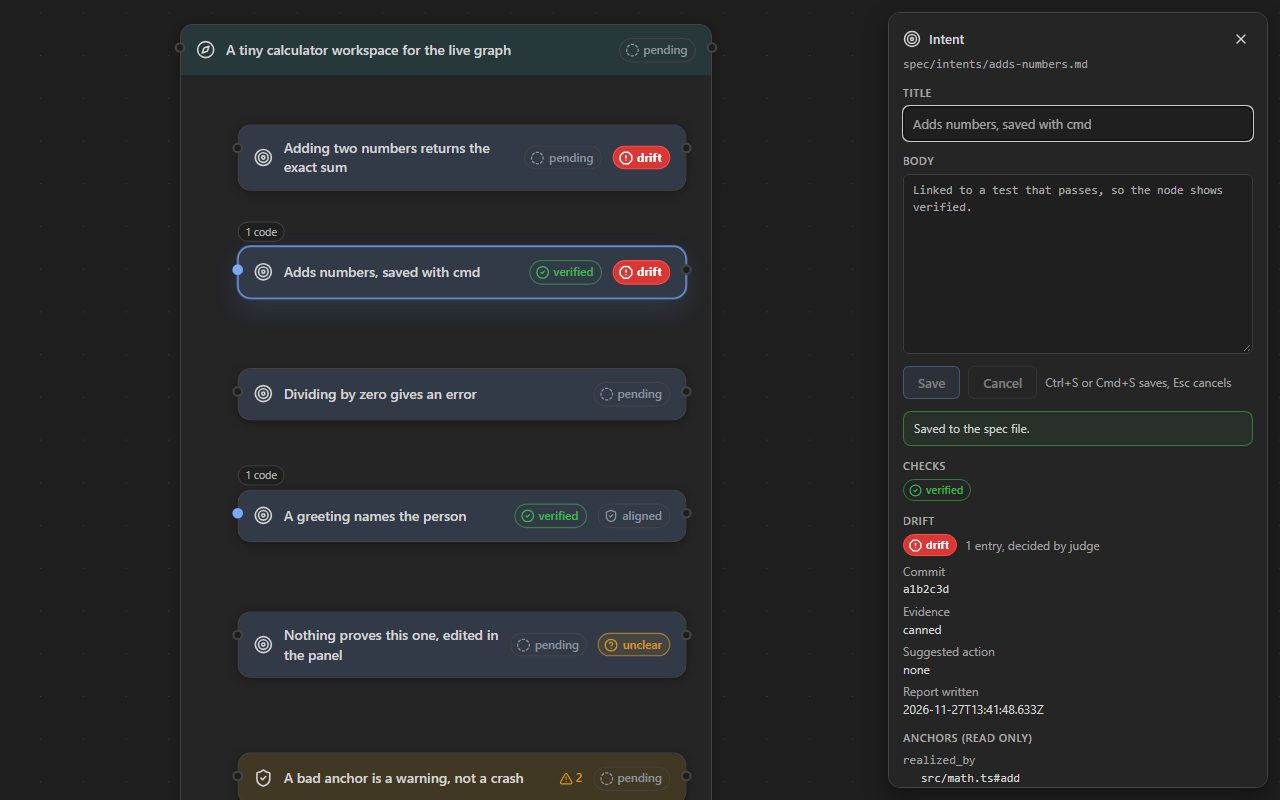 A tiny calculator workspace for the live graph
pending
Adding two numbers returns the
exact sum
pending
drift
1 code
Adds numbers, saved with cmd
verified
drift
Dividing by zero gives an error
pending
1 code
A greeting names the person
verified
aligned
Nothing proves this one, edited in
the panel
pending
unclear
A bad anchor is a warning, not a crash
2
pending
Intent
spec/intents/adds-numbers.md
TITLE
Adds numbers, saved with cmd
BODY
Linked to a test that passes, so the node shows
verified.
Save
Cancel
Ctrl+S or Cmd+S saves, Esc cancels
Saved to the spec file.
CHECKS
verified
DRIFT
drift
1 entry, decided by judge
Commit
a1b2c3d
Evidence
canned
Suggested action
none
Report written
2026-11-27T13:41:48.633Z
ANCHORS (READ ONLY)
realized_by
src/math.ts#add